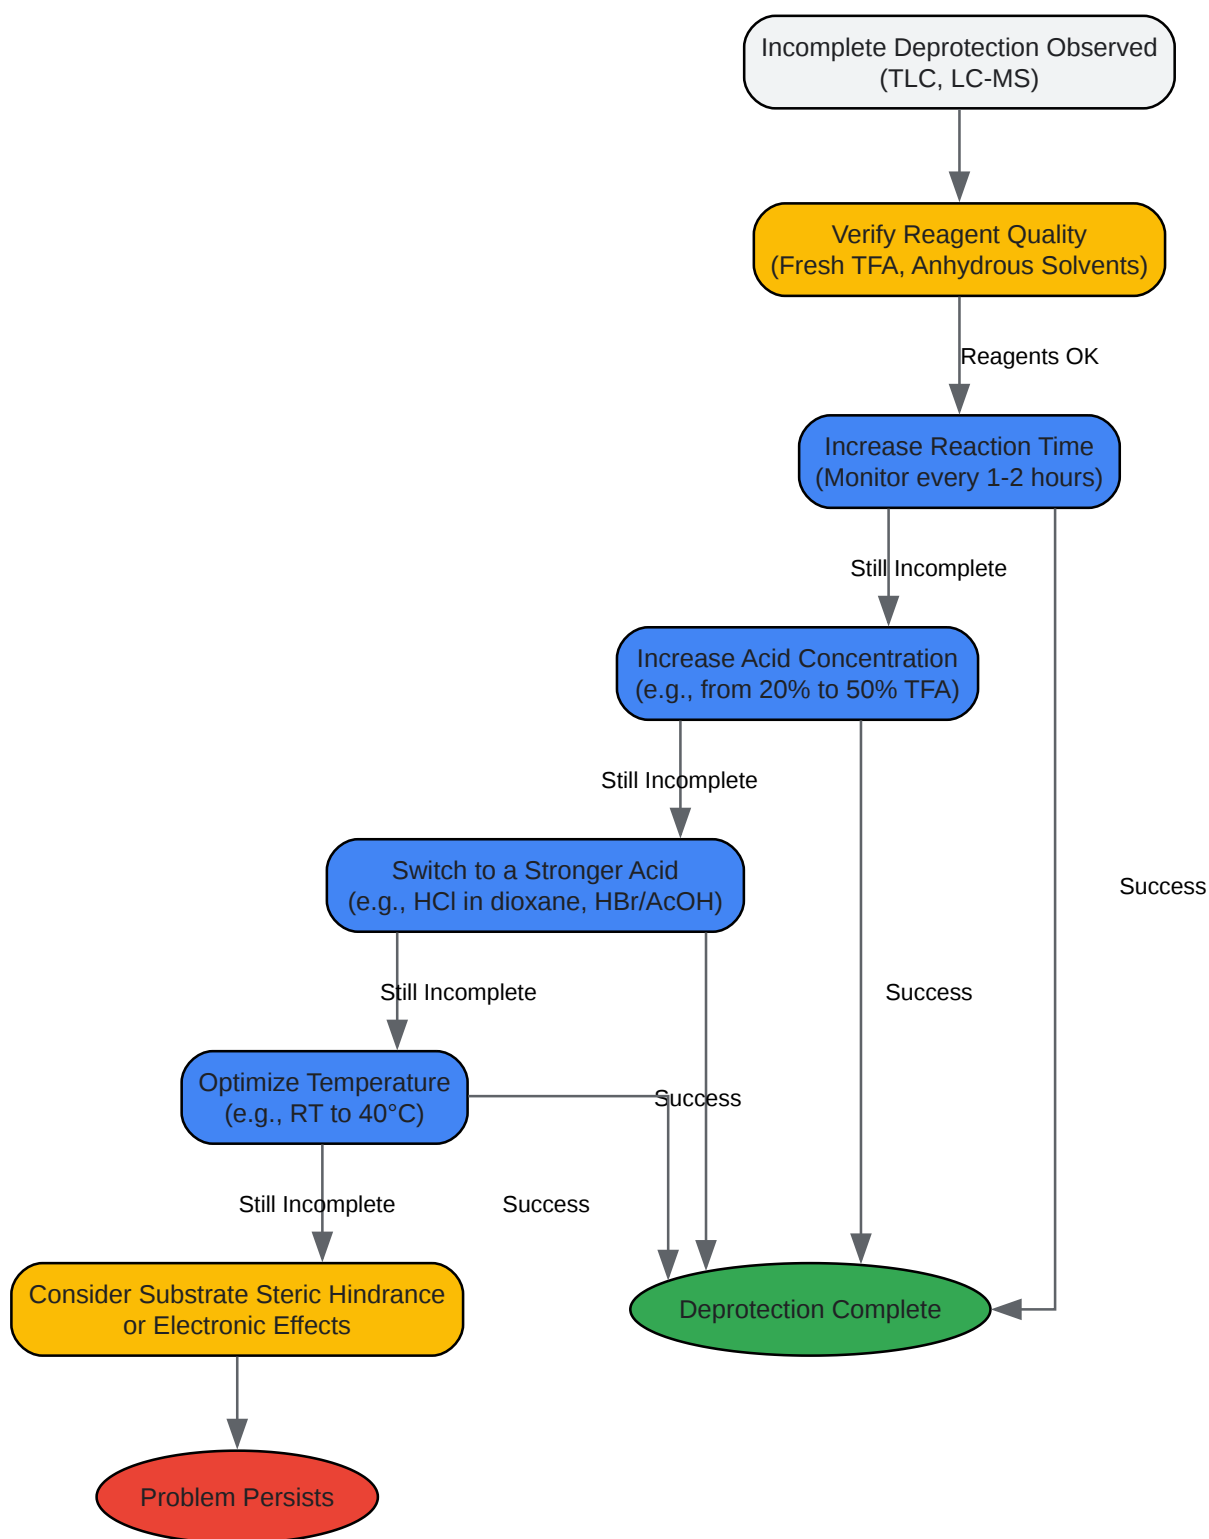 Incomplete Deprotection Observed
(TLC, LC-MS)
Verify Reagent Quality
(Fresh TFA, Anhydrous Solvents)
Reagents OK
Increase Reaction Time
(Monitor every 1-2 hours)
Still Incomplete
Increase Acid Concentration
(e.g., from 20% to 50% TFA)
Still Incomplete
Switch to a Stronger Acid
(e.g., HCl in dioxane, HBr/AcOH)
Success
Still Incomplete
Success
Optimize Temperature
(e.g., RT to 40°C)
Success
Still Incomplete
Success
Consider Substrate Steric Hindrance
or Electronic Effects
Deprotection Complete
Problem Persists